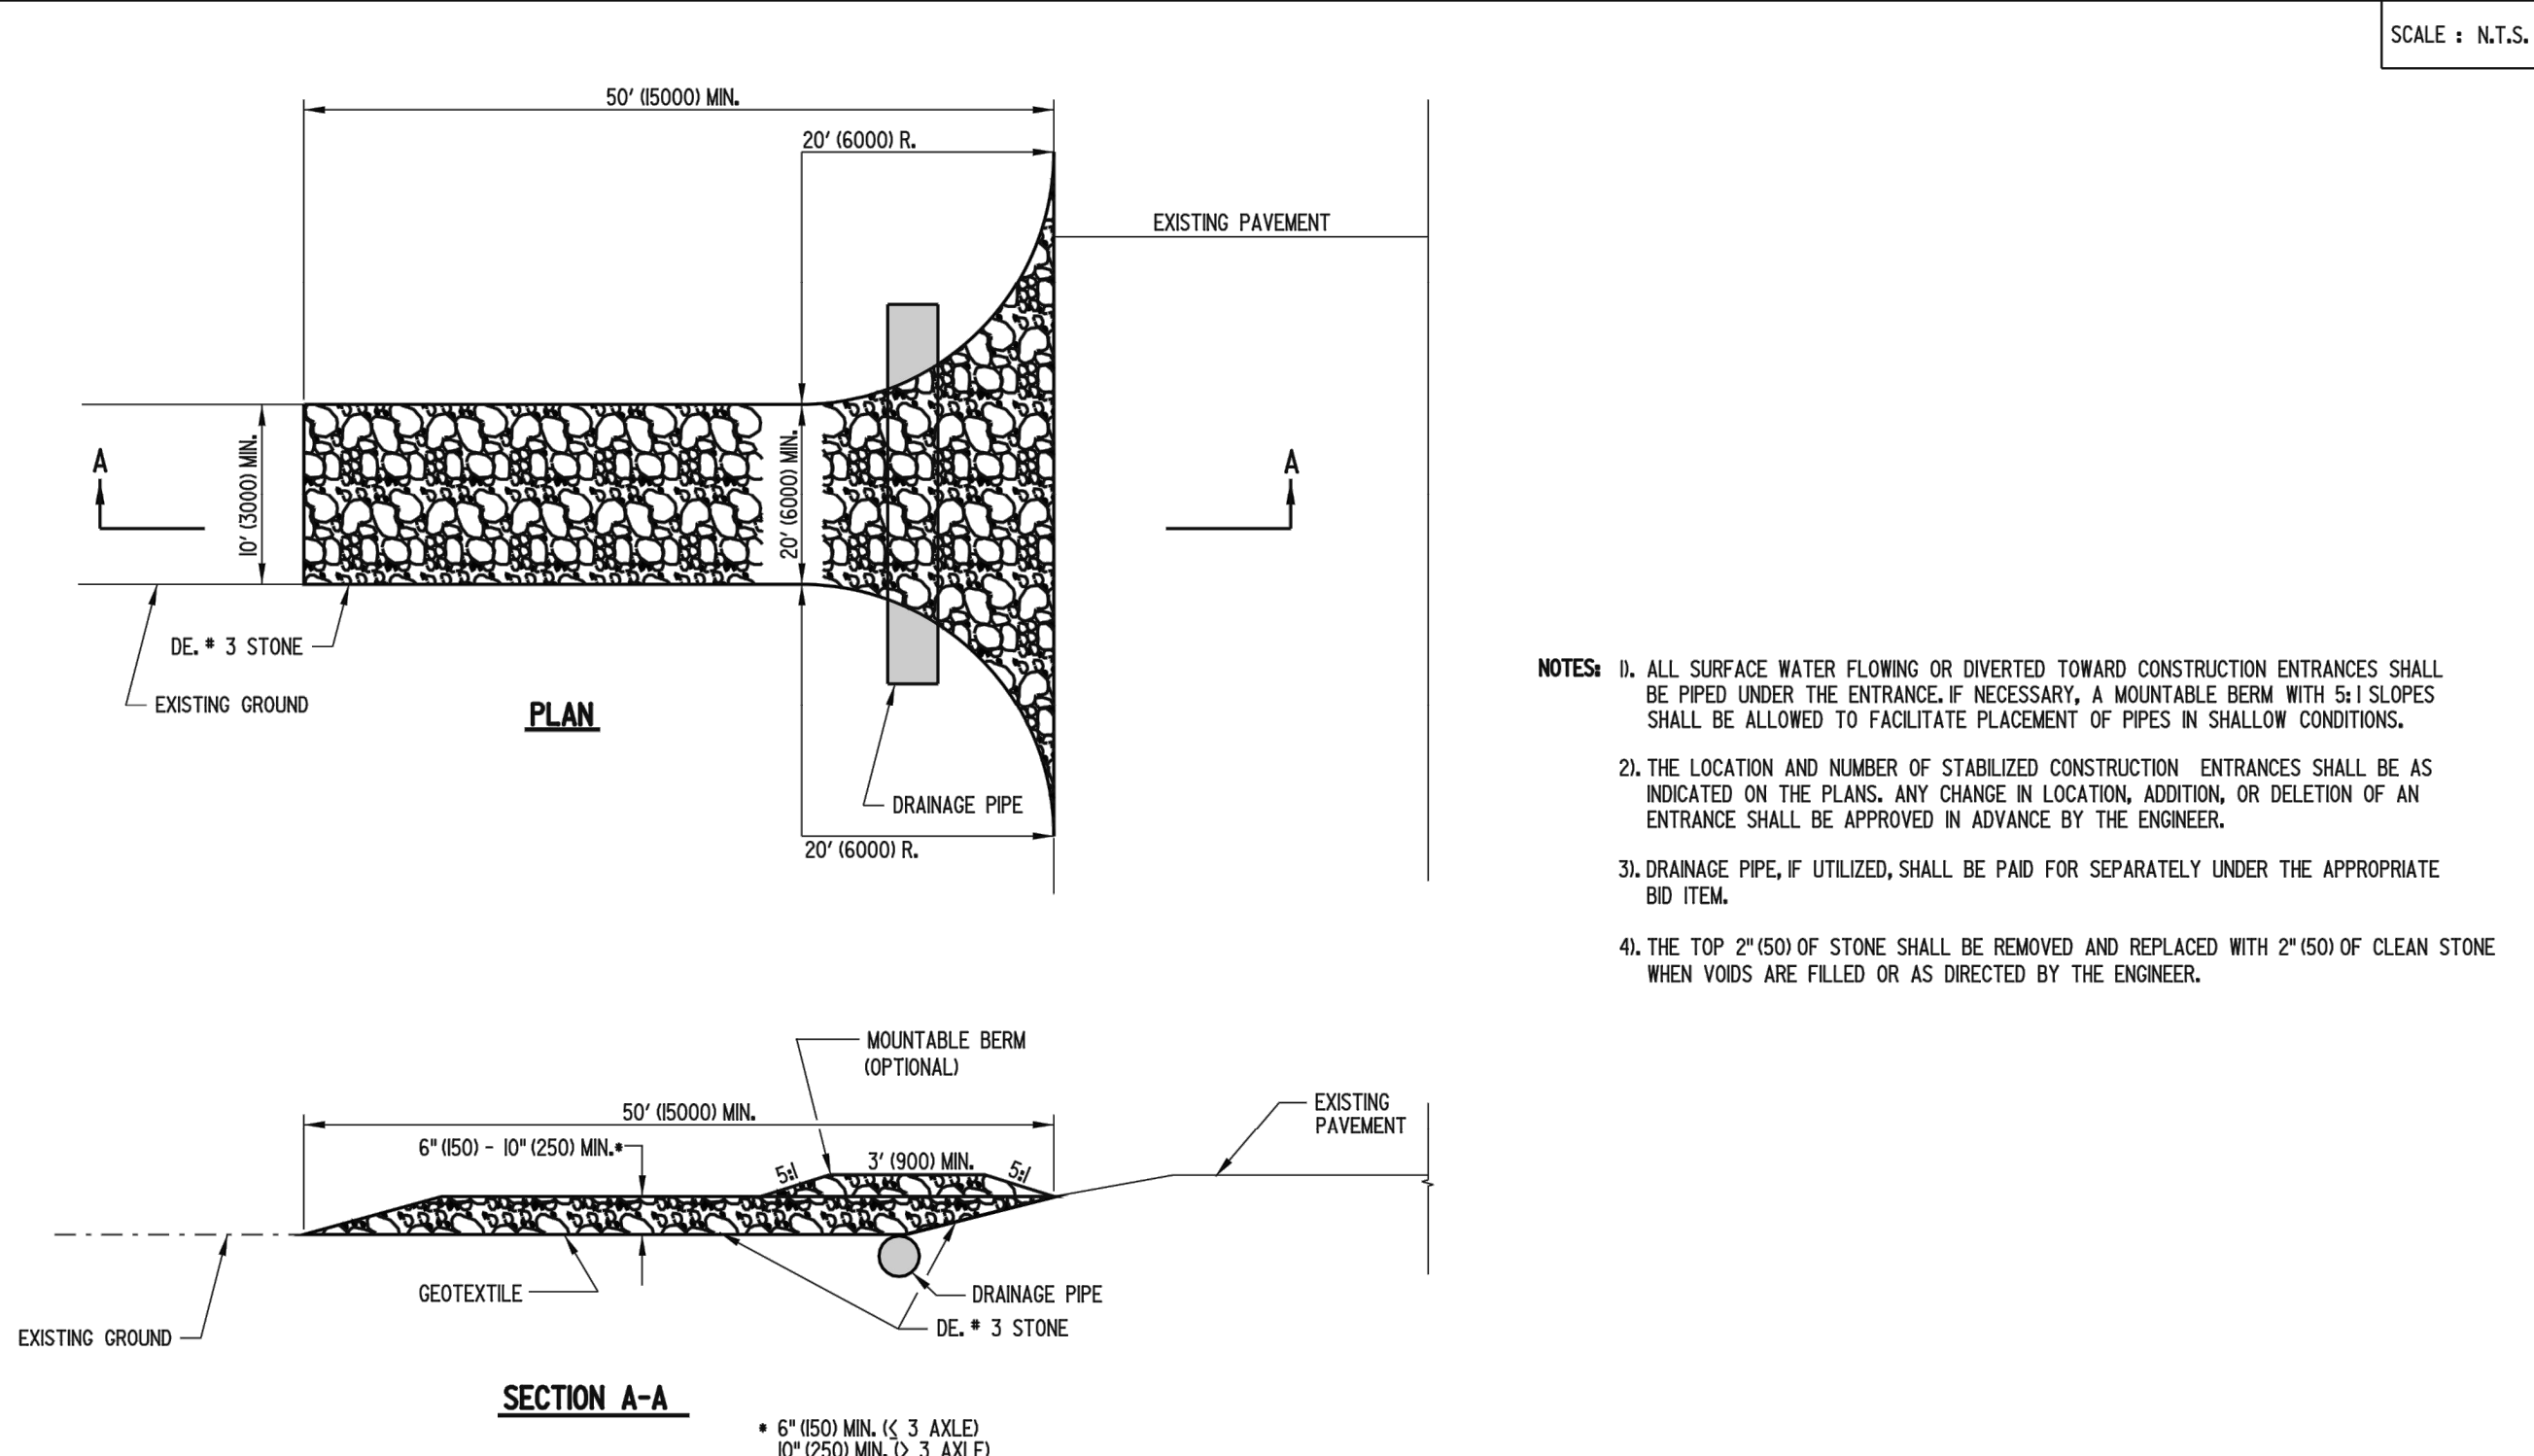 SCALE : N.T.S.
50' (15000) MIN.
20' (6000) R.
EXISTING PAVEMENT
A
10' (3000) MIN.
20' (6000) MIN.
A
DE. # 3 STONE
EXISTING GROUND
PLAN
DRAINAGE PIPE
20' (6000) R.
NOTES: 1). ALL SURFACE WATER FLOWING OR DIVERTED TOWARD CONSTRUCTION ENTRANCES SHALL
BE PIPED UNDER THE ENTRANCE. IF NECESSARY, A MOUNTABLE BERM WITH 5:1 SLOPES
SHALL BE ALLOWED TO FACILITATE PLACEMENT OF PIPES IN SHALLOW CONDITIONS.
2). THE LOCATION AND NUMBER OF STABILIZED CONSTRUCTION ENTRANCES SHALL BE AS
INDICATED ON THE PLANS. ANY CHANGE IN LOCATION, ADDITION, OR DELETION OF AN
ENTRANCE SHALL BE APPROVED IN ADVANCE BY THE ENGINEER.
3). DRAINAGE PIPE, IF UTILIZED, SHALL BE PAID FOR SEPARATELY UNDER THE APPROPRIATE
BID ITEM.
4). THE TOP 2" (50) OF STONE SHALL BE REMOVED AND REPLACED WITH 2" (50) OF CLEAN STONE
WHEN VOIDS ARE FILLED OR AS DIRECTED BY THE ENGINEER.
MOUNTABLE BERM
(OPTIONAL)
50' (15000) MIN.
EXISTING
PAVEMENT
6" (150) - 10" (250) MIN.*
5:1
3' (900) MIN.
5:1
GEOTEXTILE
DRAINAGE PIPE
DE. # 3 STONE
EXISTING GROUND
SECTION A-A
* 6" (150) MIN. (≤ 3 AXLE)
10" (250) MIN. (> 3 AXLE)